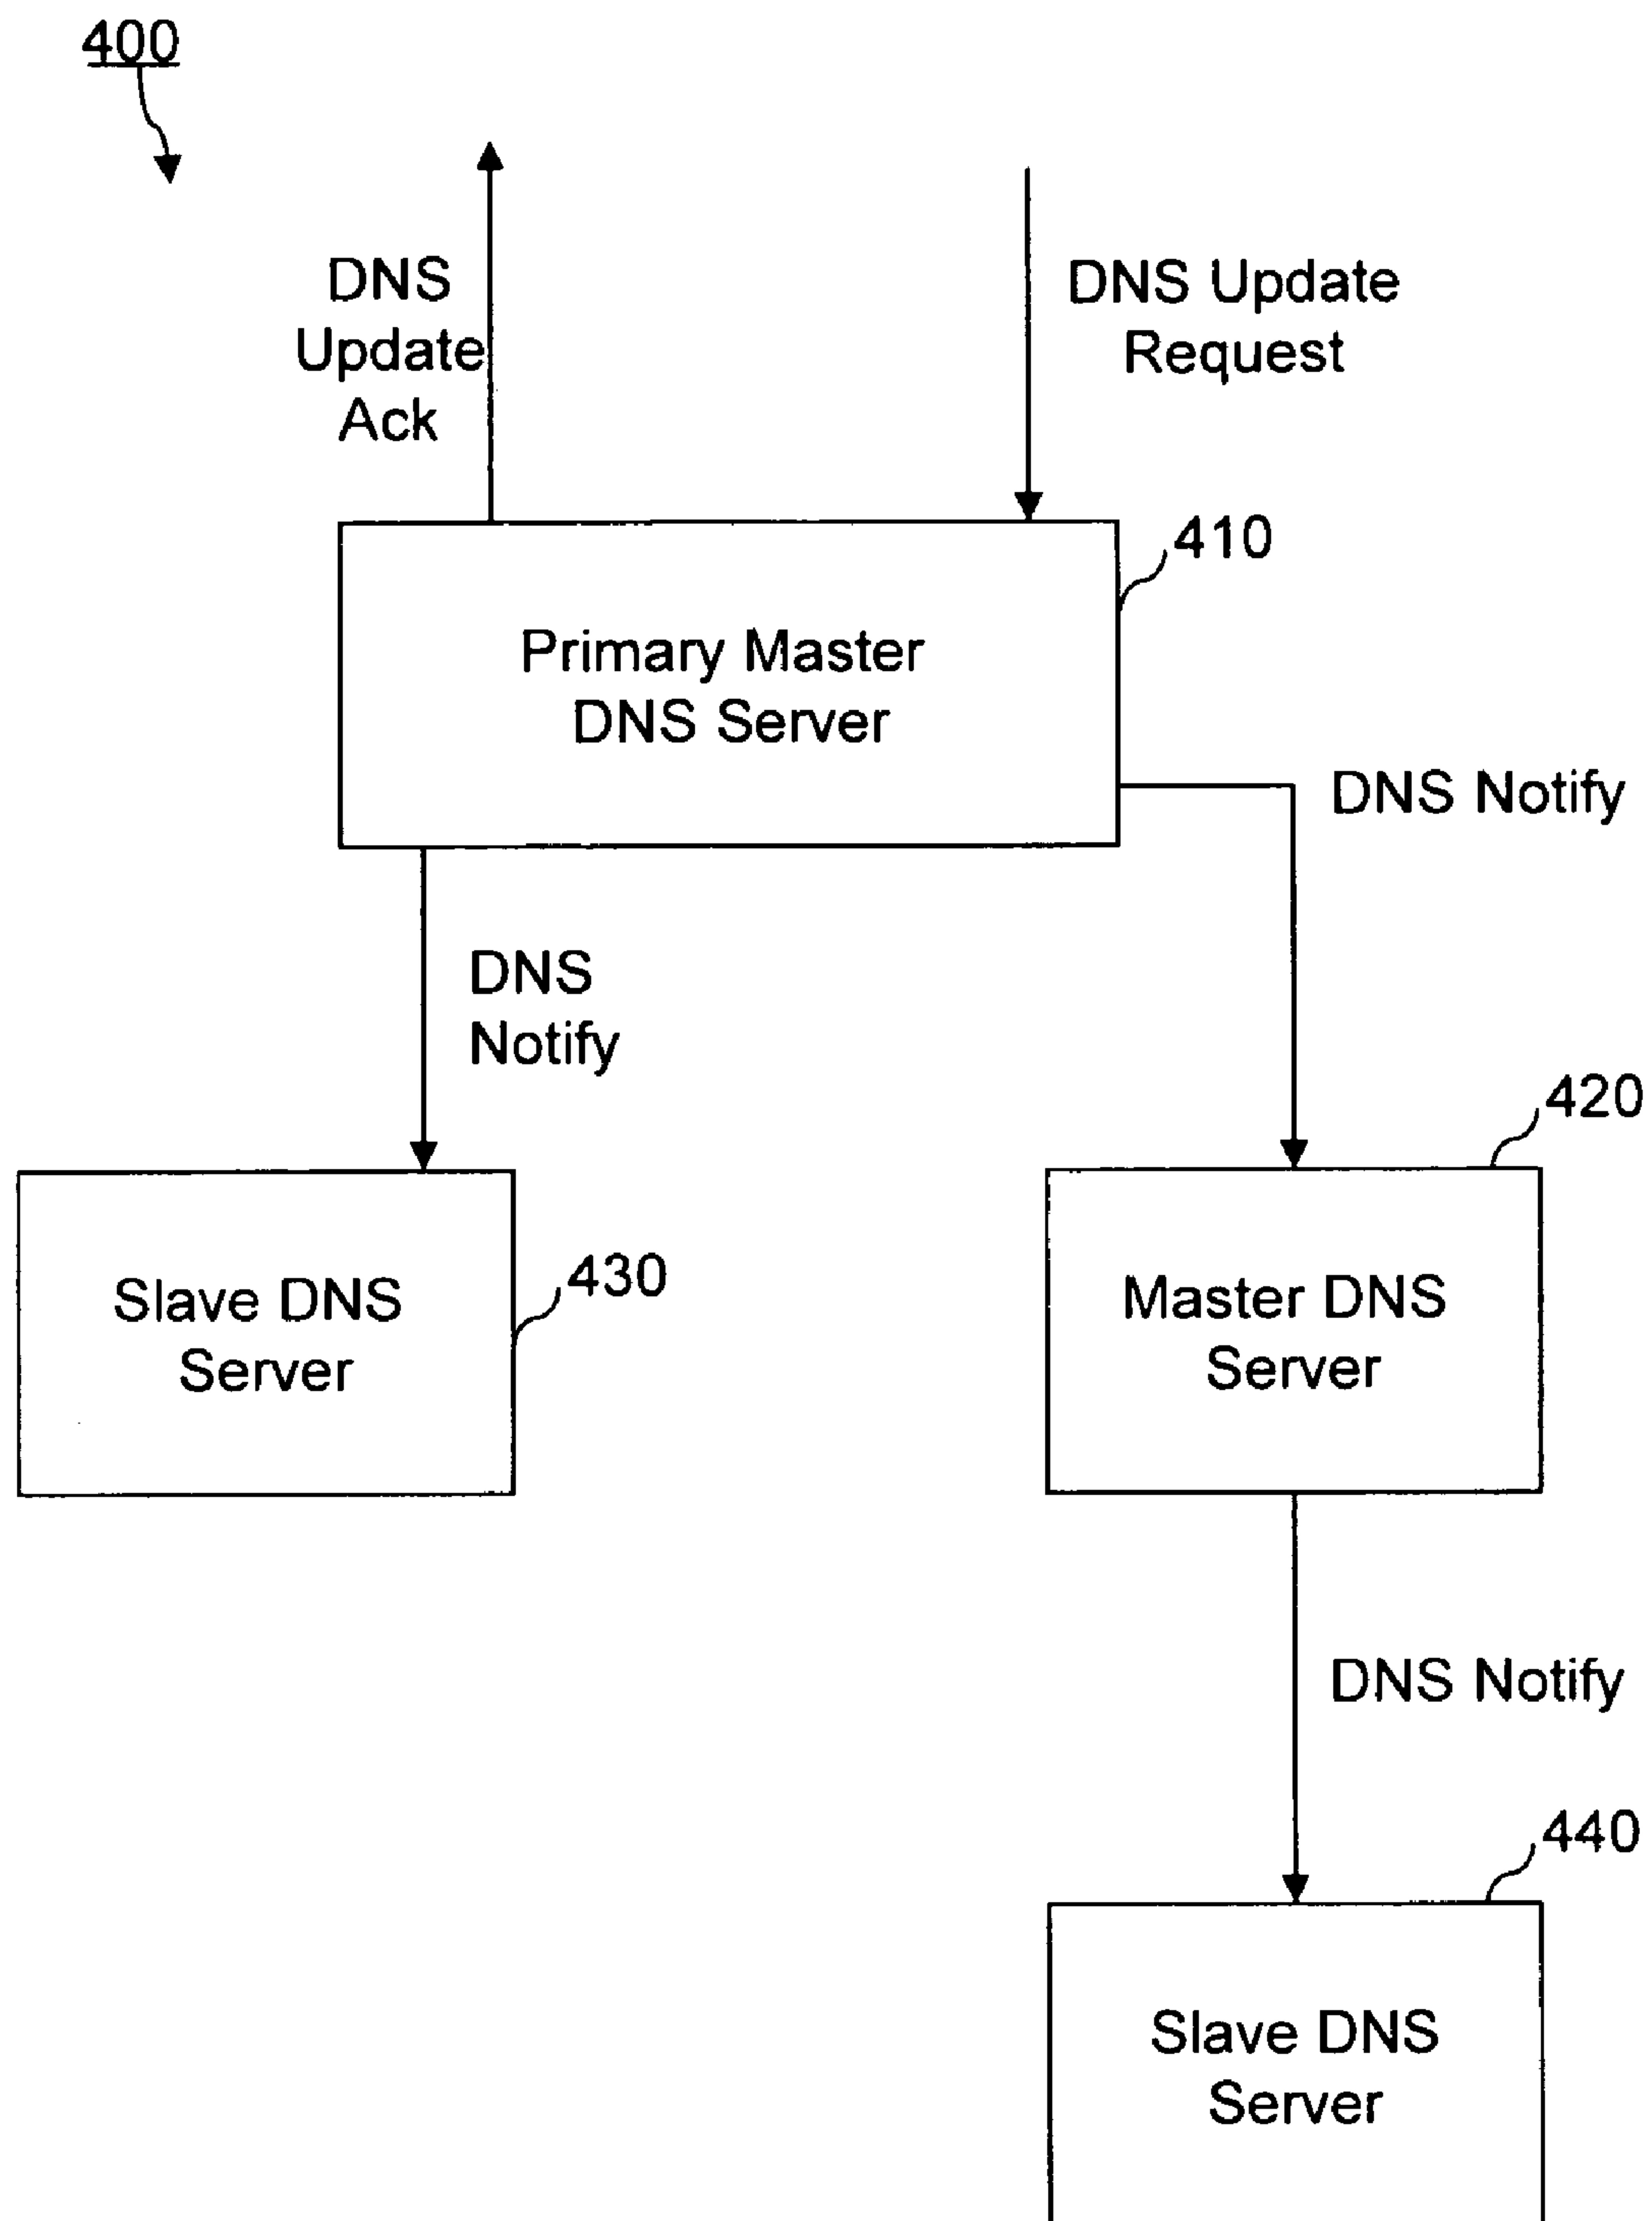 400
DNS
Update
Ack
DNS Update
Request
410
Primary Master
DNS Server
DNS Notify
DNS
Notify
420
430
Slave DNS
Server
Master DNS
Server
DNS Notify
440
Slave DNS
Server